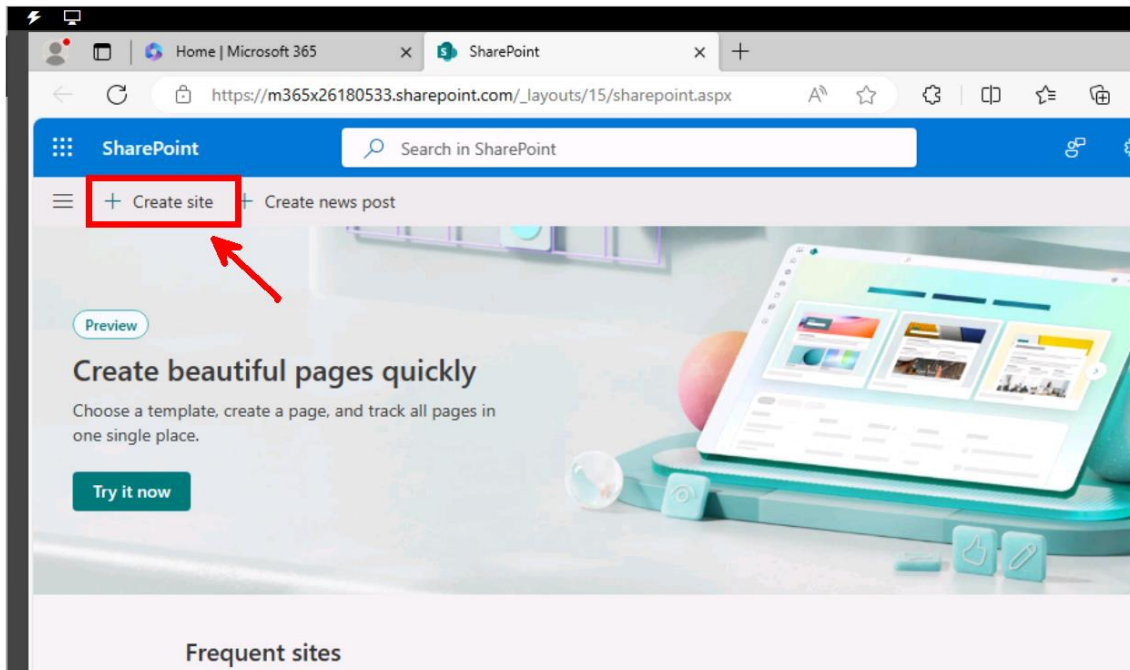 Home | Microsoft 365
SharePoint
https://m365x26180533.sharepoint.com/_layouts/15/sharepoint.aspx
SharePoint
Search in SharePoint
+ Create site
+ Create news post
Preview
Create beautiful pages quickly
Choose a template, create a page, and track all pages in
one single place.
Try it now
Frequent sites